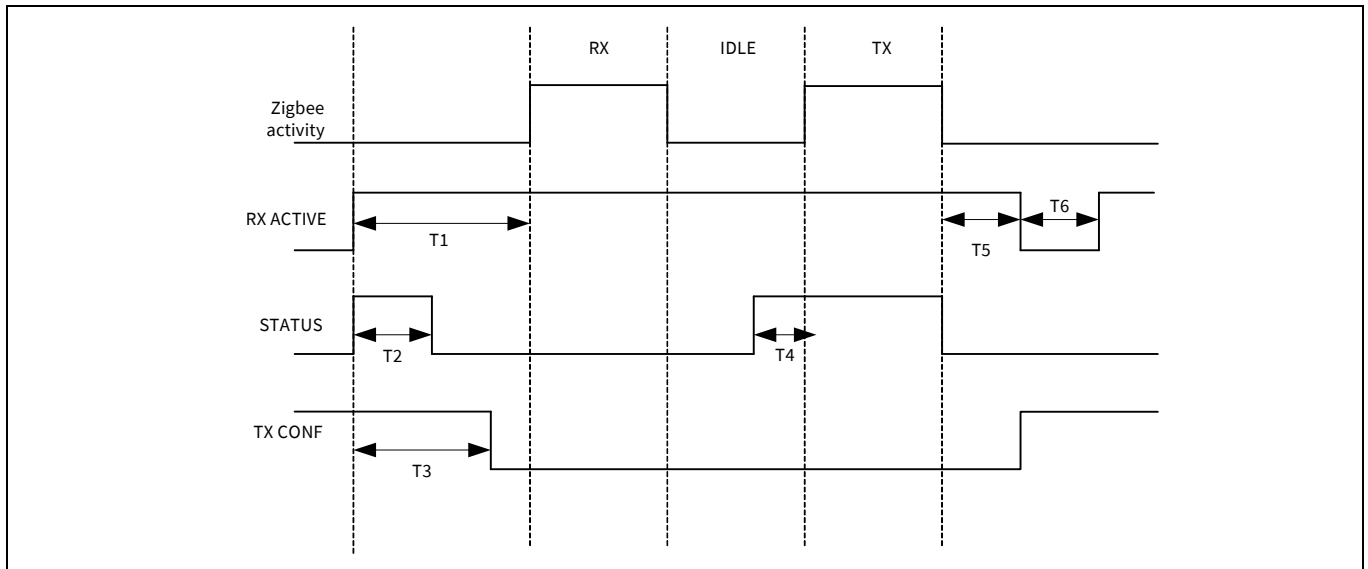 RX IDLE TX
Zigbee
activity
RX ACTIVE
T1
T5
T6
STATUS
T2
T4
TX CONF
T3